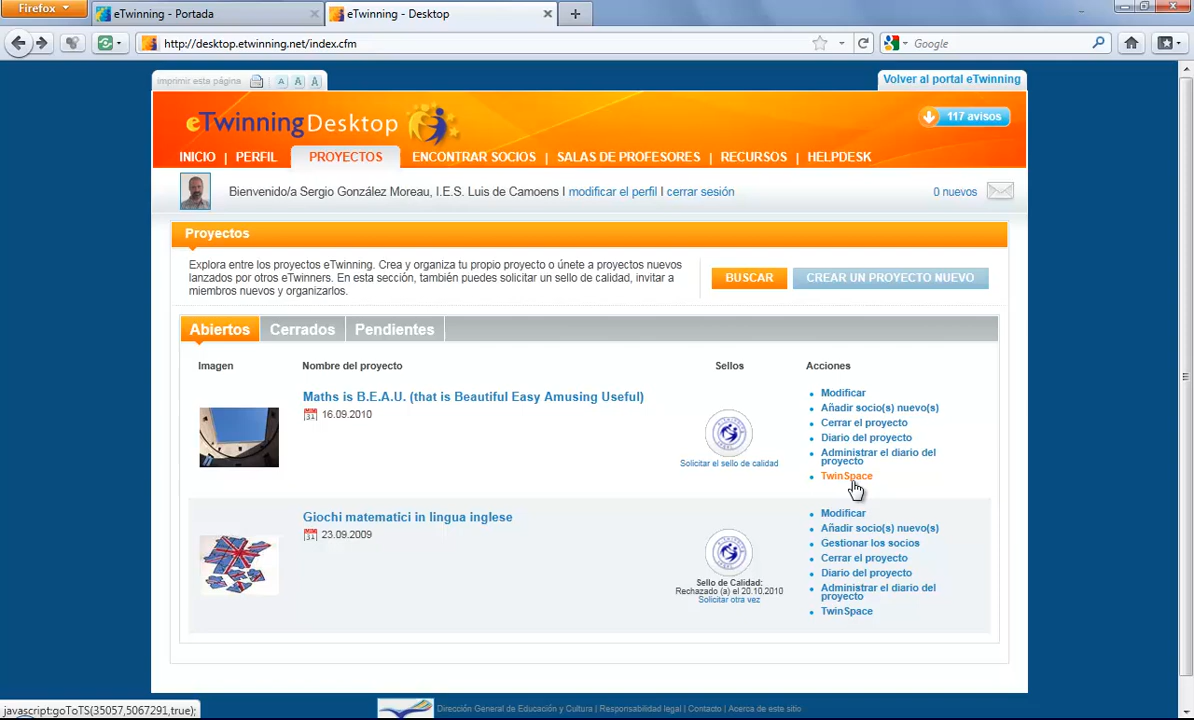 Firefox
eTwinning - Portada
eTwinning - Desktop
http://desktop.etwinning.net/index.cfm
Google
imprimir esta página A A A
Volver al portal eTwinning
eTwinning Desktop
117 avisos
INICIO | PERFIL PROYECTOS ENCONTRAR SOCIOS | SALAS DE PROFESORES | RECURSOS | HELPDESK
Bienvenido/a Sergio González Moreau, I.E.S. Luis de Camoens I modificar el perfil I cerrar sesión
0 nuevos
Proyectos
Explora entre los proyectos eTwinning. Crea y organiza tu propio proyecto o únete a proyectos nuevos
lanzados por otros eTwinners. En esta sección, también puedes solicitar un sello de calidad, invitar a
miembros nuevos y organizarlos.
BUSCAR
CREAR UN PROYECTO NUEVO
Abiertos
Cerrados
Pendientes
Imagen
Nombre del proyecto
Sellos
Acciones
Maths is B.E.A.U. (that is Beautiful Easy Amusing Useful)
31 16.09.2010
Solicitar el sello de calidad
Modificar
Añadir socio(s) nuevo(s)
Cerrar el proyecto
Diario del proyecto
Administrar el diario del
proyecto
TwinSpace
Giochi matematici in lingua inglese
31 23.09.2009
Sello de Calidad:
Rechazado (a) el 20.10.2010
Solicitar otra vez
Modificar
Añadir socio(s) nuevo(s)
Gestionar los socios
Cerrar el proyecto
Diario del proyecto
Administrar el diario del
proyecto
TwinSpace
javascript:goToTS(35057,5067291,true);
Dirección General de Educación y Cultura | Responsabilidad legal | Contacto | Acerca de este sitio